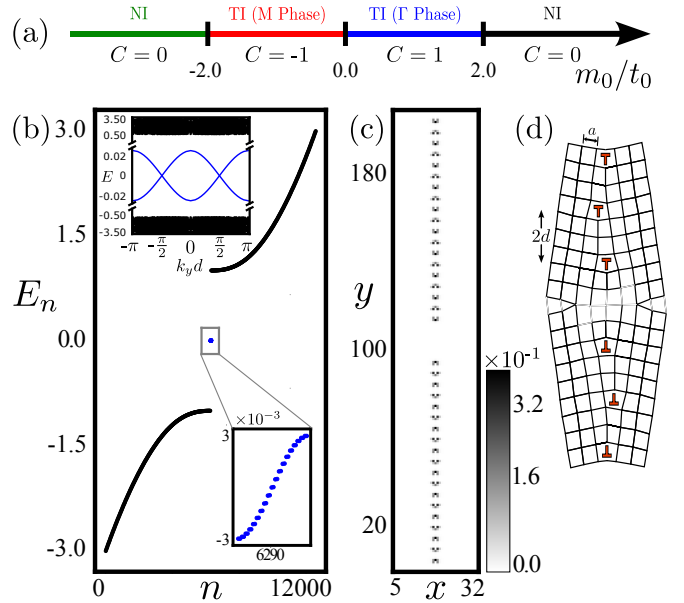 (a)
NI TI (M Phase) TI (Γ Phase) NI
C = 0 C = -1 C = 1 C = 0
-2.0 0.0 2.0 m₀/t₀
(b)
3.0
1.5
0.0
-1.5
-3.0
Eₙ
0 n 12000
3.50
0.50
0.02
E 0
-0.02
-0.50
-3.50
-π -π/2 0 π/2 π
k_y d
×10⁻³
3
-3
6290
(c)
180
y
100
20
5 x 32
×10⁻¹
3.2
1.6
0.0
(d)
a
2d